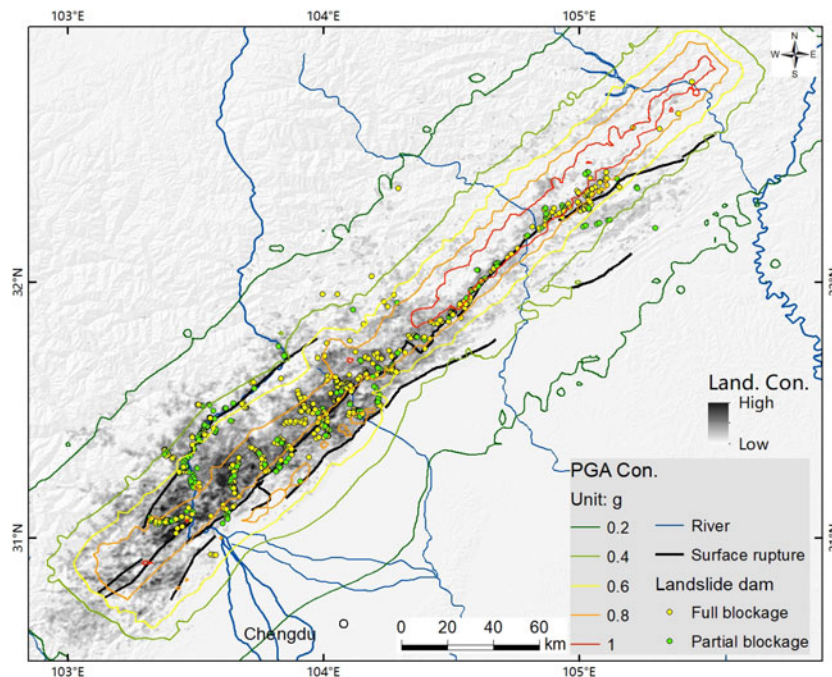 103°E 104°E 105°E
N
W E
S
32°N 32°N
31°N 31°N
Chengdu
0 20 40 60
km
Land. Con.
High
Low
PGA Con.
Unit: g
0.2
0.4
0.6
0.8
1
River
Surface rupture
Landslide dam
Full blockage
Partial blockage
103°E 104°E 105°E